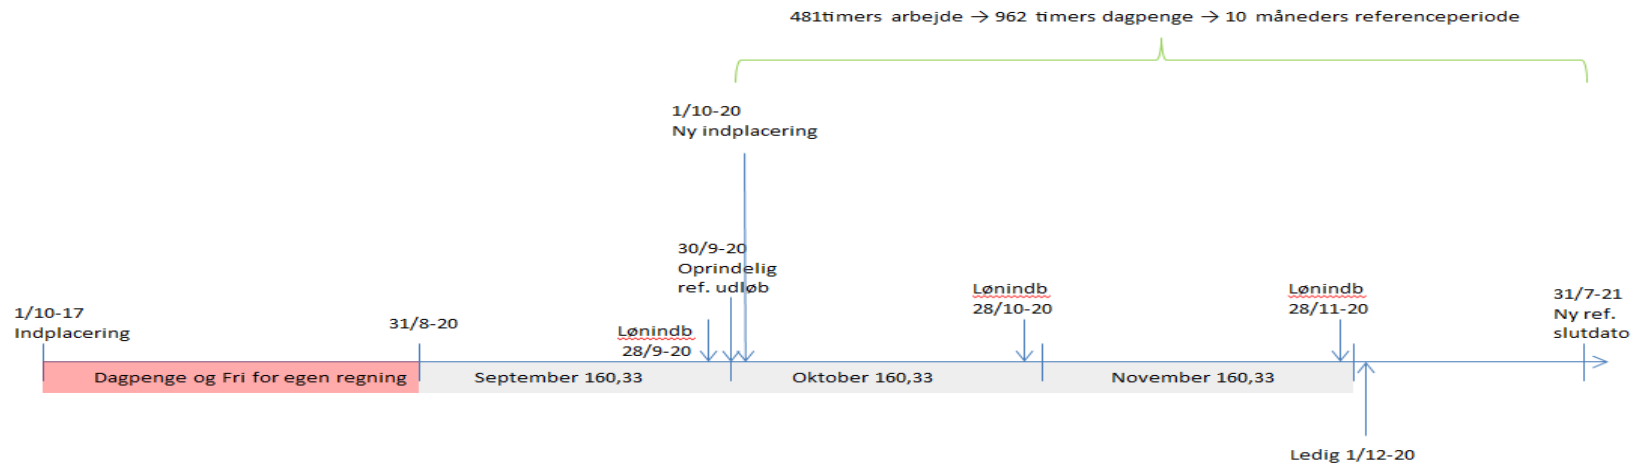 481timers arbejde → 962 timers dagpenge → 10 måneders referenceperiode
1/10-20
Ny indplacering
30/9-20
Oprindelig
ref. udløb
1/10-17
Indplacering
31/8-20
Lønindb
28/9-20
Lønindb
28/10-20
Lønindb
28/11-20
31/7-21
Ny ref.
slutdato
Dagpenge og Fri for egen regning
September 160,33
Oktober 160,33
November 160,33
Ledig 1/12-20